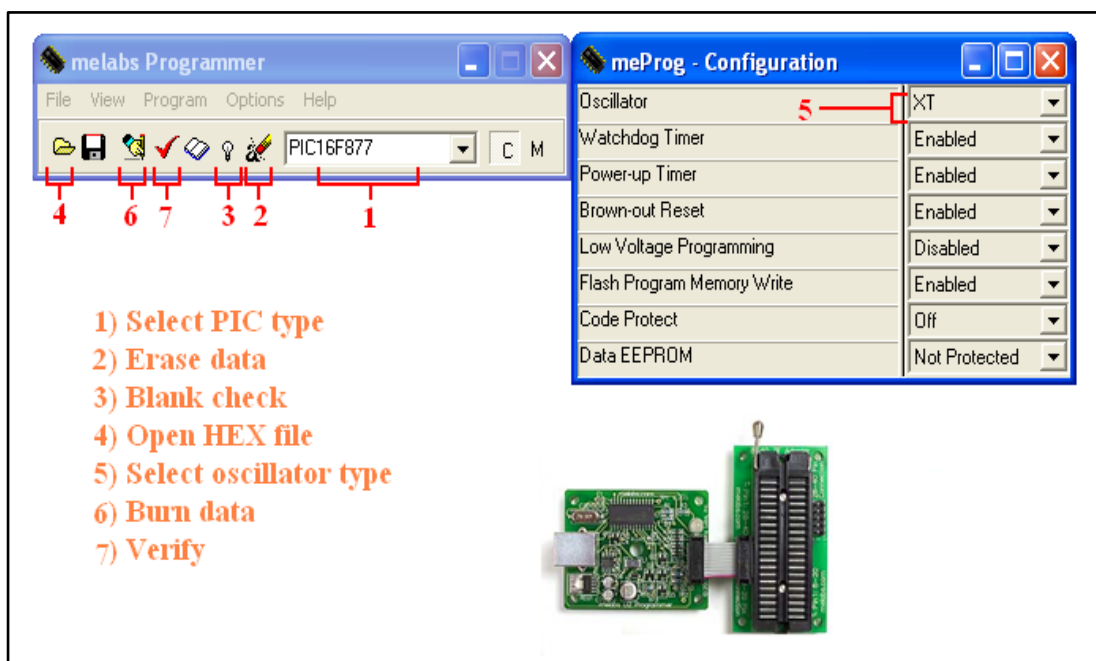 melabs Programmer
File View Program Options Help
PIC16F877 C M
4 6 7 3 2 1
meProg - Configuration
Oscillator XT
5
Watchdog Timer Enabled
Power-up Timer Enabled
Brown-out Reset Enabled
Low Voltage Programming Disabled
Flash Program Memory Write Enabled
Code Protect Off
Data EEPROM Not Protected
1) Select PIC type
2) Erase data
3) Blank check
4) Open HEX file
5) Select oscillator type
6) Burn data
7) Verify
melabs U2 Programmer